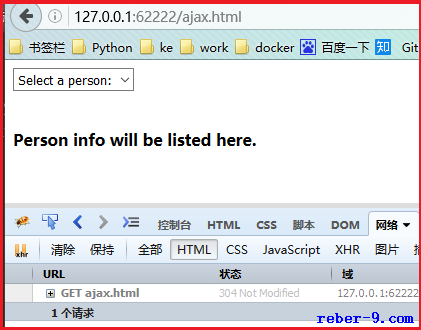 127.0.0.1:62222/ajax.html
书签栏 Python ke work docker 百度一下 知 Git
Select a person:
Person info will be listed here.
控制台 HTML CSS 脚本 DOM 网络
xhr 清除 保持 全部 HTML CSS JavaScript XHR 图片
URL 状态 域
GET ajax.html 304 Not Modified 127.0.0.1:62222
1 个请求
reber-9.com